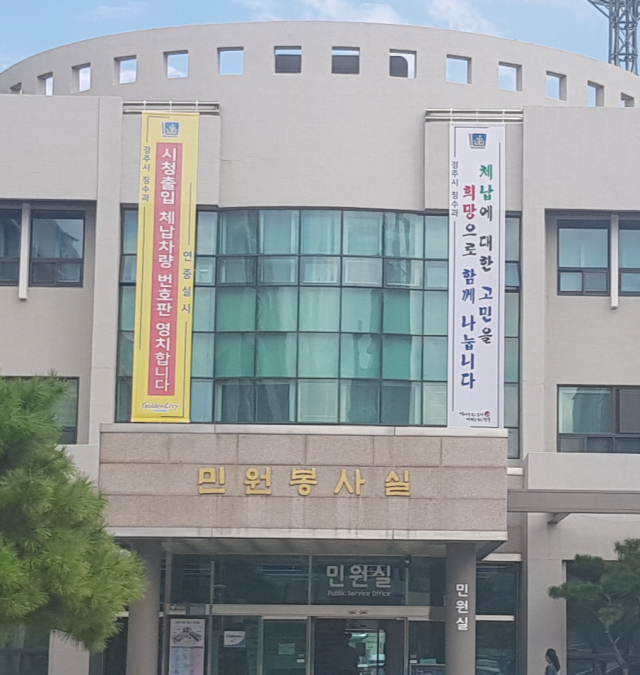 경주시 징수과
시청출입 체납차량 번호판 영치합니다
연중실시
Golden City
경주시 징수과
체납에 대한 고민을
희망으로 함께 나눕니다
민원봉사실
민원실
Public Service Office
민원실